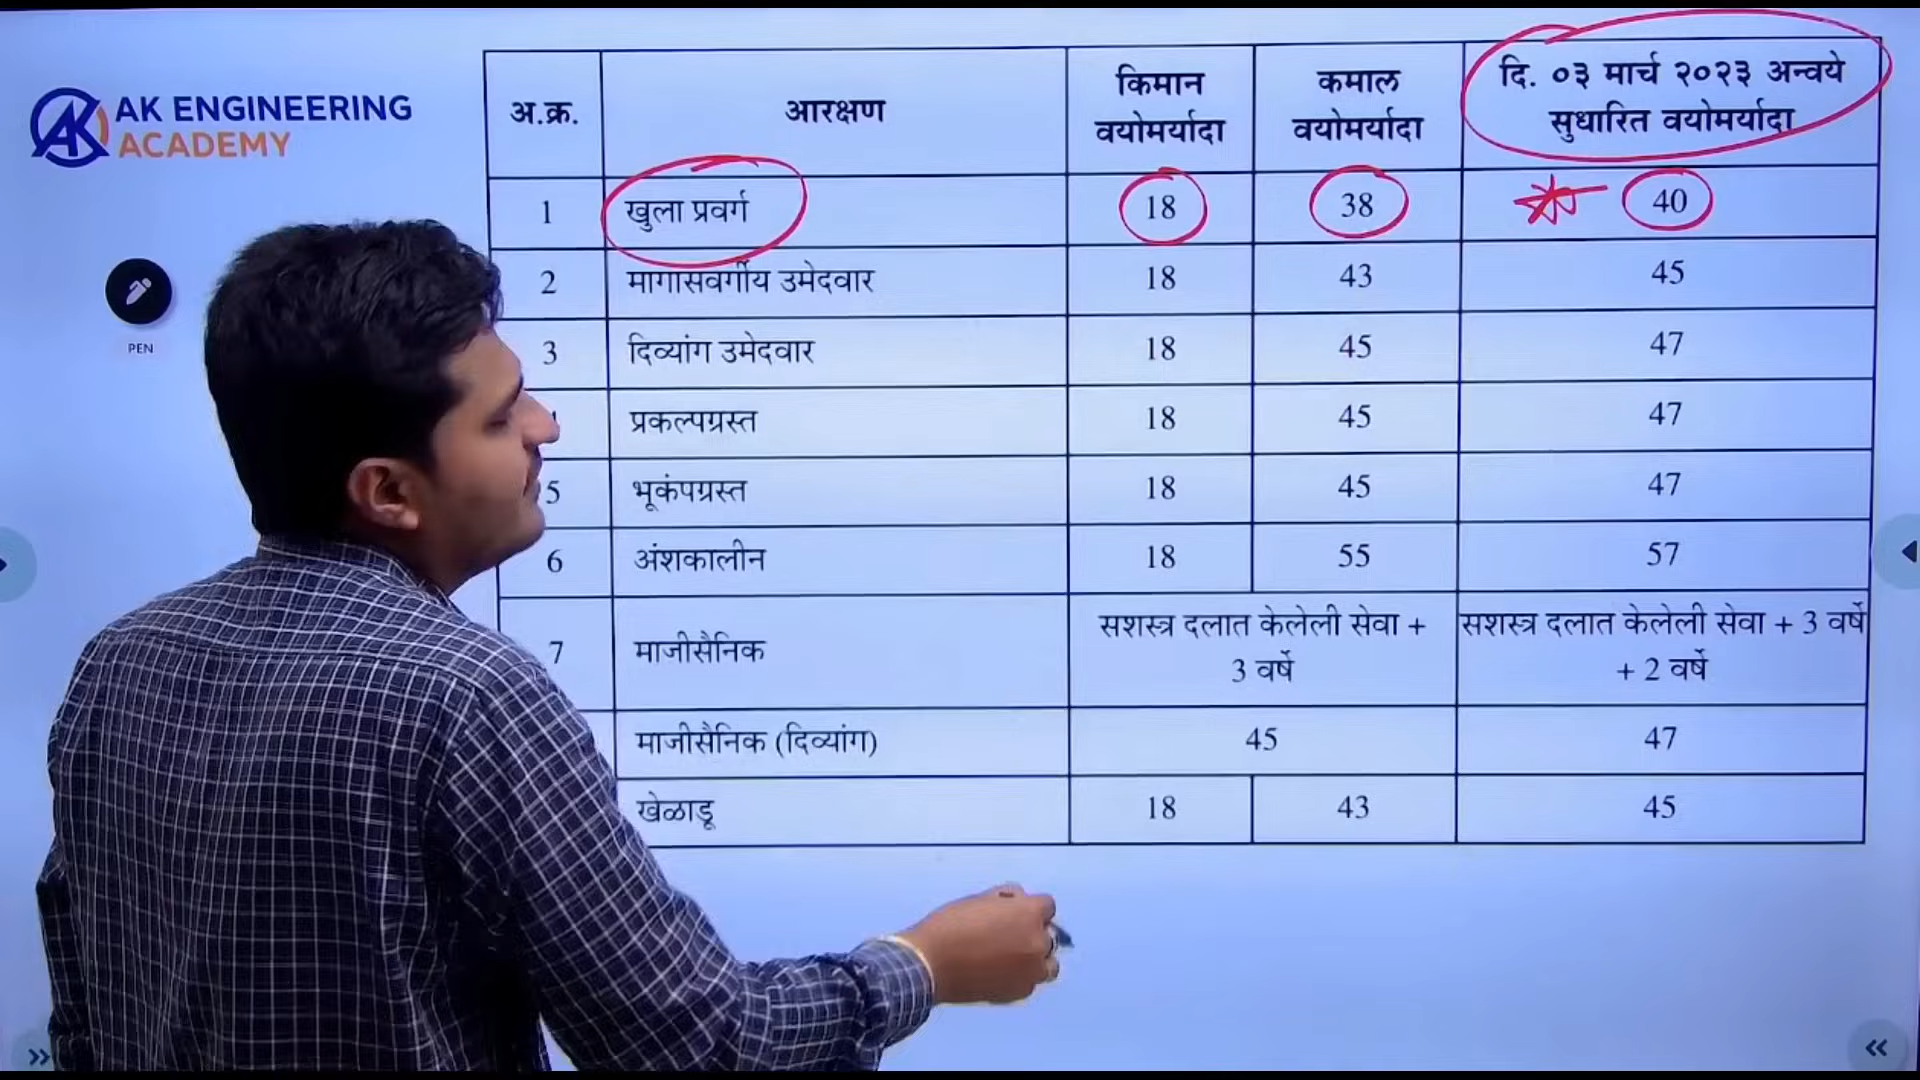 AK ENGINEERING
ACADEMY
PEN
अ.क्र. आरक्षण किमान वयोमर्यादा कमाल वयोमर्यादा दि. ०३ मार्च २०२३ अन्वये सुधारित वयोमर्यादा
1 खुला प्रवर्ग 18 38 40
2 मागासवर्गीय उमेदवार 18 43 45
3 दिव्यांग उमेदवार 18 45 47
प्रकल्पग्रस्त 18 45 47
5 भूकंपग्रस्त 18 45 47
6 अंशकालीन 18 55 57
7 माजीसैनिक सशस्त्र दलात केलेली सेवा + 3 वर्षे सशस्त्र दलात केलेली सेवा + 3 वर्षे + 2 वर्षे
माजीसैनिक (दिव्यांग) 45 47
खेळाडू 18 43 45